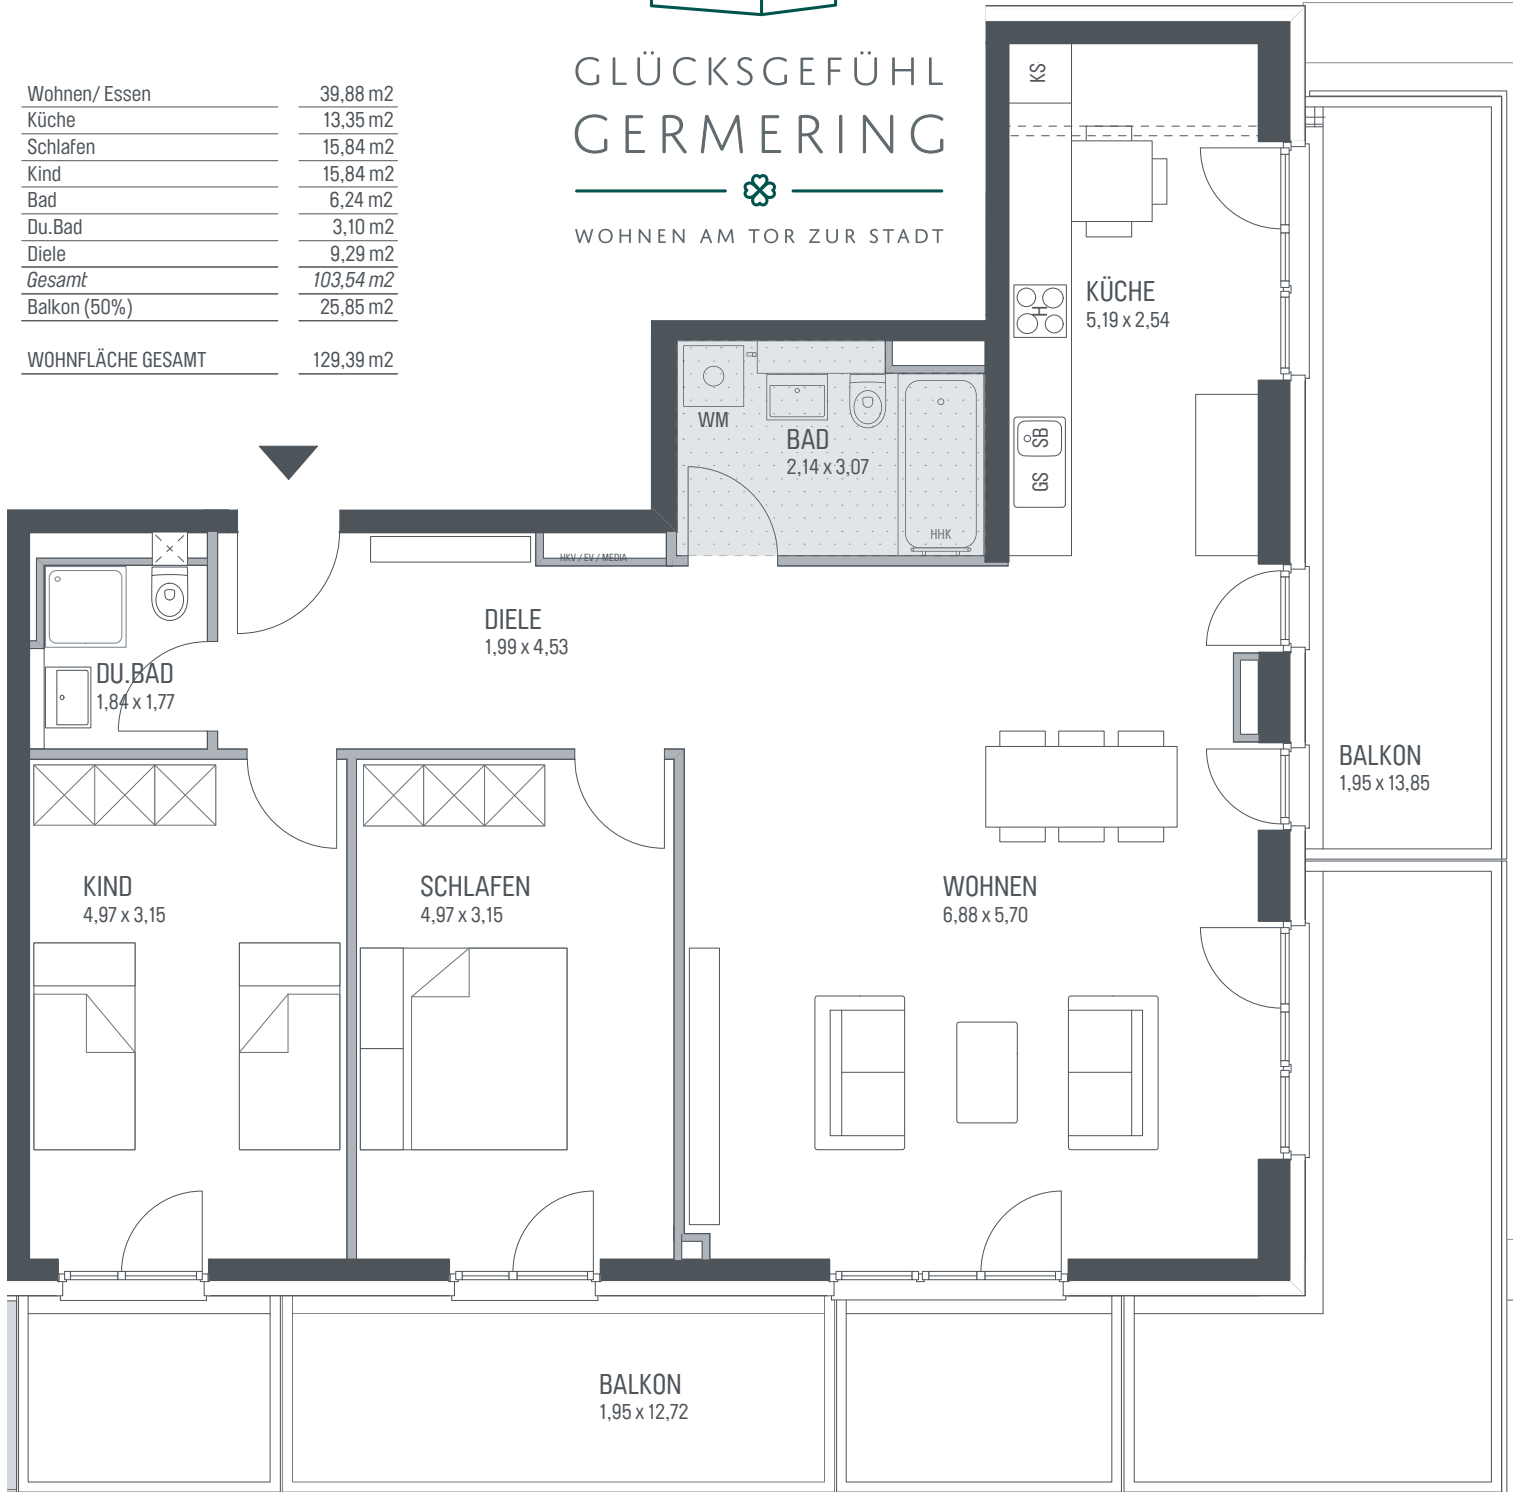 GLÜCKSGEFÜHL
GERMERING
WOHNEN AM TOR ZUR STADT
Wohnen/ Essen 39,88 m2
Küche 13,35 m2
Schlafen 15,84 m2
Kind 15,84 m2
Bad 6,24 m2
Du.Bad 3,10 m2
Diele 9,29 m2
Gesamt 103,54 m2
Balkon (50%) 25,85 m2
WOHNFLÄCHE GESAMT 129,39 m2
KS
KÜCHE
5,19 x 2,54
H
SB
GS
WM
BAD
2,14 x 3,07
HHK
HKV / EV / MEDIA
DIELE
1,99 x 4,53
DU.BAD
1,84 x 1,77
BALKON
1,95 x 13,85
KIND
4,97 x 3,15
SCHLAFEN
4,97 x 3,15
WOHNEN
6,88 x 5,70
BALKON
1,95 x 12,72